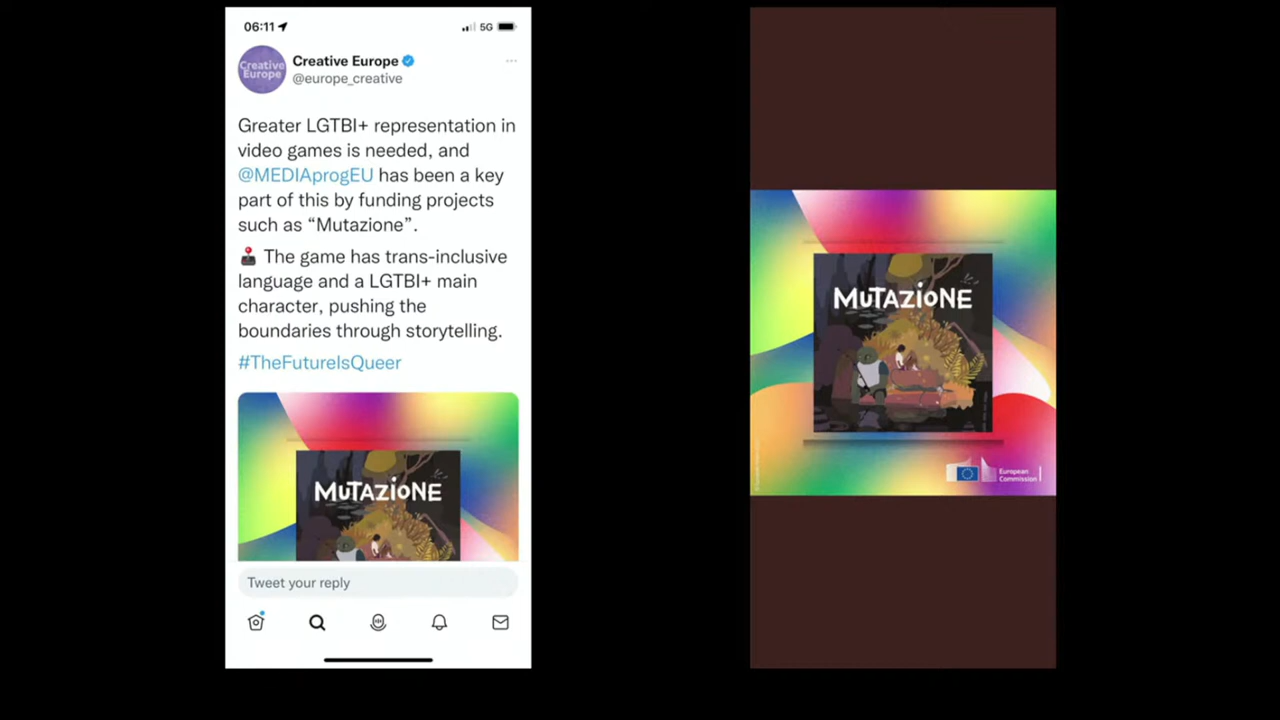 06:11
5G
Creative Europe
@europe_creative
Creative
Europe
Greater LGTBI+ representation in
video games is needed, and
@MEDIAprogEU has been a key
part of this by funding projects
such as “Mutazione”.
🕹️ The game has trans-inclusive
language and a LGTBI+ main
character, pushing the
boundaries through storytelling.
#TheFutureIsQueer
MUTAZIONE
Tweet your reply
MUTAZIONE
European
Commission